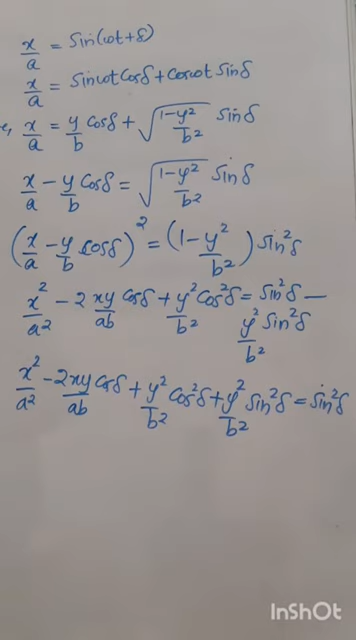 x/a = Sin(ωt+δ)
x/a = sinωt Cosδ + Cosωt Sinδ
x/a = y/b Cosδ + √(1-y²/b²) Sinδ
x/a - y/b Cosδ = √(1-y²/b²) Sinδ
(x/a - y/b Cosδ)² = (1-y²/b²) Sin²δ
x²/a² - 2xy/ab Cosδ + y²/b² Cos²δ = Sin²δ - y²/b² Sin²δ
x²/a² - 2xy/ab Cosδ + y²/b² Cos²δ + y²/b² Sin²δ = Sin²δ
InShOt